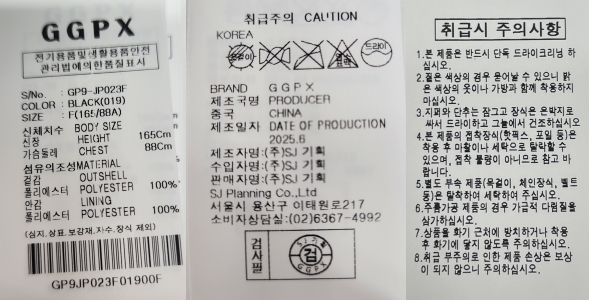 GGPX
전기용품및생활용품안전
관리법에의한품질표시
S/No. : GP9-JP023F
COLOR : BLACK(019)
SIZE : F(165/88A)
신체치수 BODY SIZE
신장 HEIGHT 165Cm
가슴둘레 CHEST 88Cm
섬유의조성MATERIAL
겉감 OUTSHELL
폴리에스터 POLYESTER 100%
안감 LINING
폴리에스터 POLYESTER 100%
(심지,상표,보강재,자수,장식 제외)
GP9JP023F01900F
취급주의 CAUTION
KOREA
드라이
BRAND GGPX
제조국명 PRODUCER
중국 CHINA
제조일자 DATE OF PRODUCTION
2025.6
제조자명:(주)SJ 기획
수입자명:(주)SJ 기획
판매자명:(주)SJ 기획
SJ Planning Co.,Ltd
서울시 용산구 이태원로217
소비자상담실:(02)6367-4992
검사필
SJ기획
검
GGPX
취급시 주의사항
1.본 제품은 반드시 단독 드라이크리닝 하
십시오.
2.짙은 색상의 경우 묻어날 수 있으니 밝
은 색상의 옷이나 가방과 함께 착용하지
마십시오.
3.지퍼와 단추는 잠그고 장식은 은박지로
싸서 드라이하고 그늘에서 건조하십시오
4.본 제품의 접착장식(핫픽스, 포일 등)은
착용 후 마찰이나 세탁으로 탈락할 수
있으며, 접착 불량이 아니므로 참고 바
랍니다.
5.별도 부속 제품(목걸이, 체인장식, 벨트
등)은 탈착하여 세탁하여 주십시오.
6.주름가공 제품의 경우 가급적 다림질을
삼가하십시오.
7.상품을 화기 근처에 방치하거나 착용
후 화기에 닿지 않도록 주의하십시오.
8.취급 부주의로 인한 제품 손상은 보상
이 되지 않으니 주의하십시오.